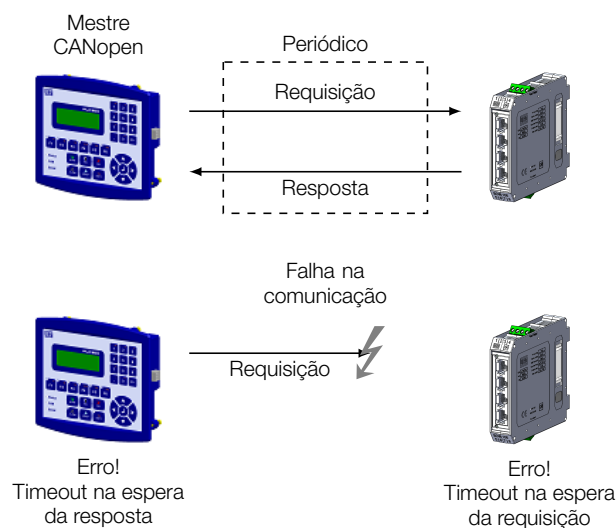 Mestre
CANopen
Periódico
Requisição
Resposta
Falha na
comunicação
Requisição
Erro!
Timeout na espera
da resposta
Erro!
Timeout na espera
da requisição